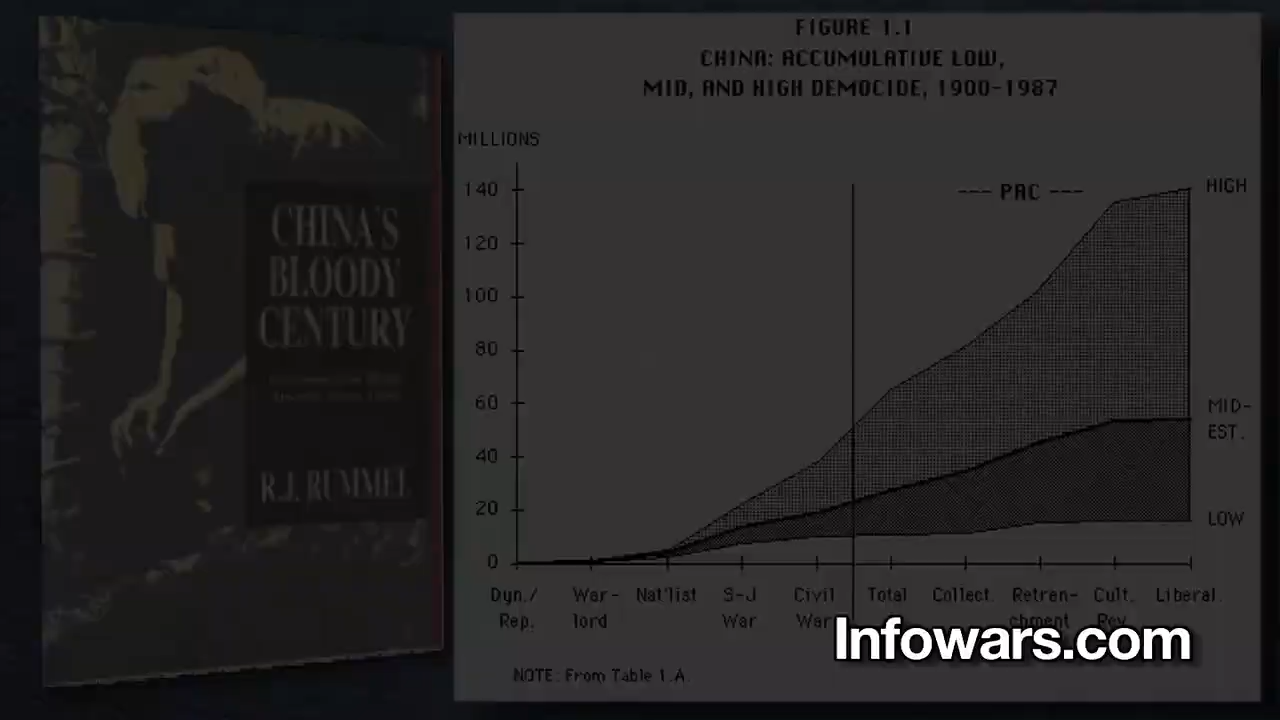 CHINA'S
BLOODY
CENTURY
R.J. RUMMEL
FIGURE 1.1
CHINA: ACCUMULATIVE LOW,
MID, AND HIGH DEMOCIDE, 1900-1987
MILLIONS
140
120
100
80
60
40
20
0
--- PRC ---
HIGH
MID-
EST.
LOW
Dyn./ War- Nat'list S-J Civil Total Collect. Retren- Cult. Liberal.
Rep. lord War War chment Rev.
NOTE: From Table 1.A.
Infowars.com